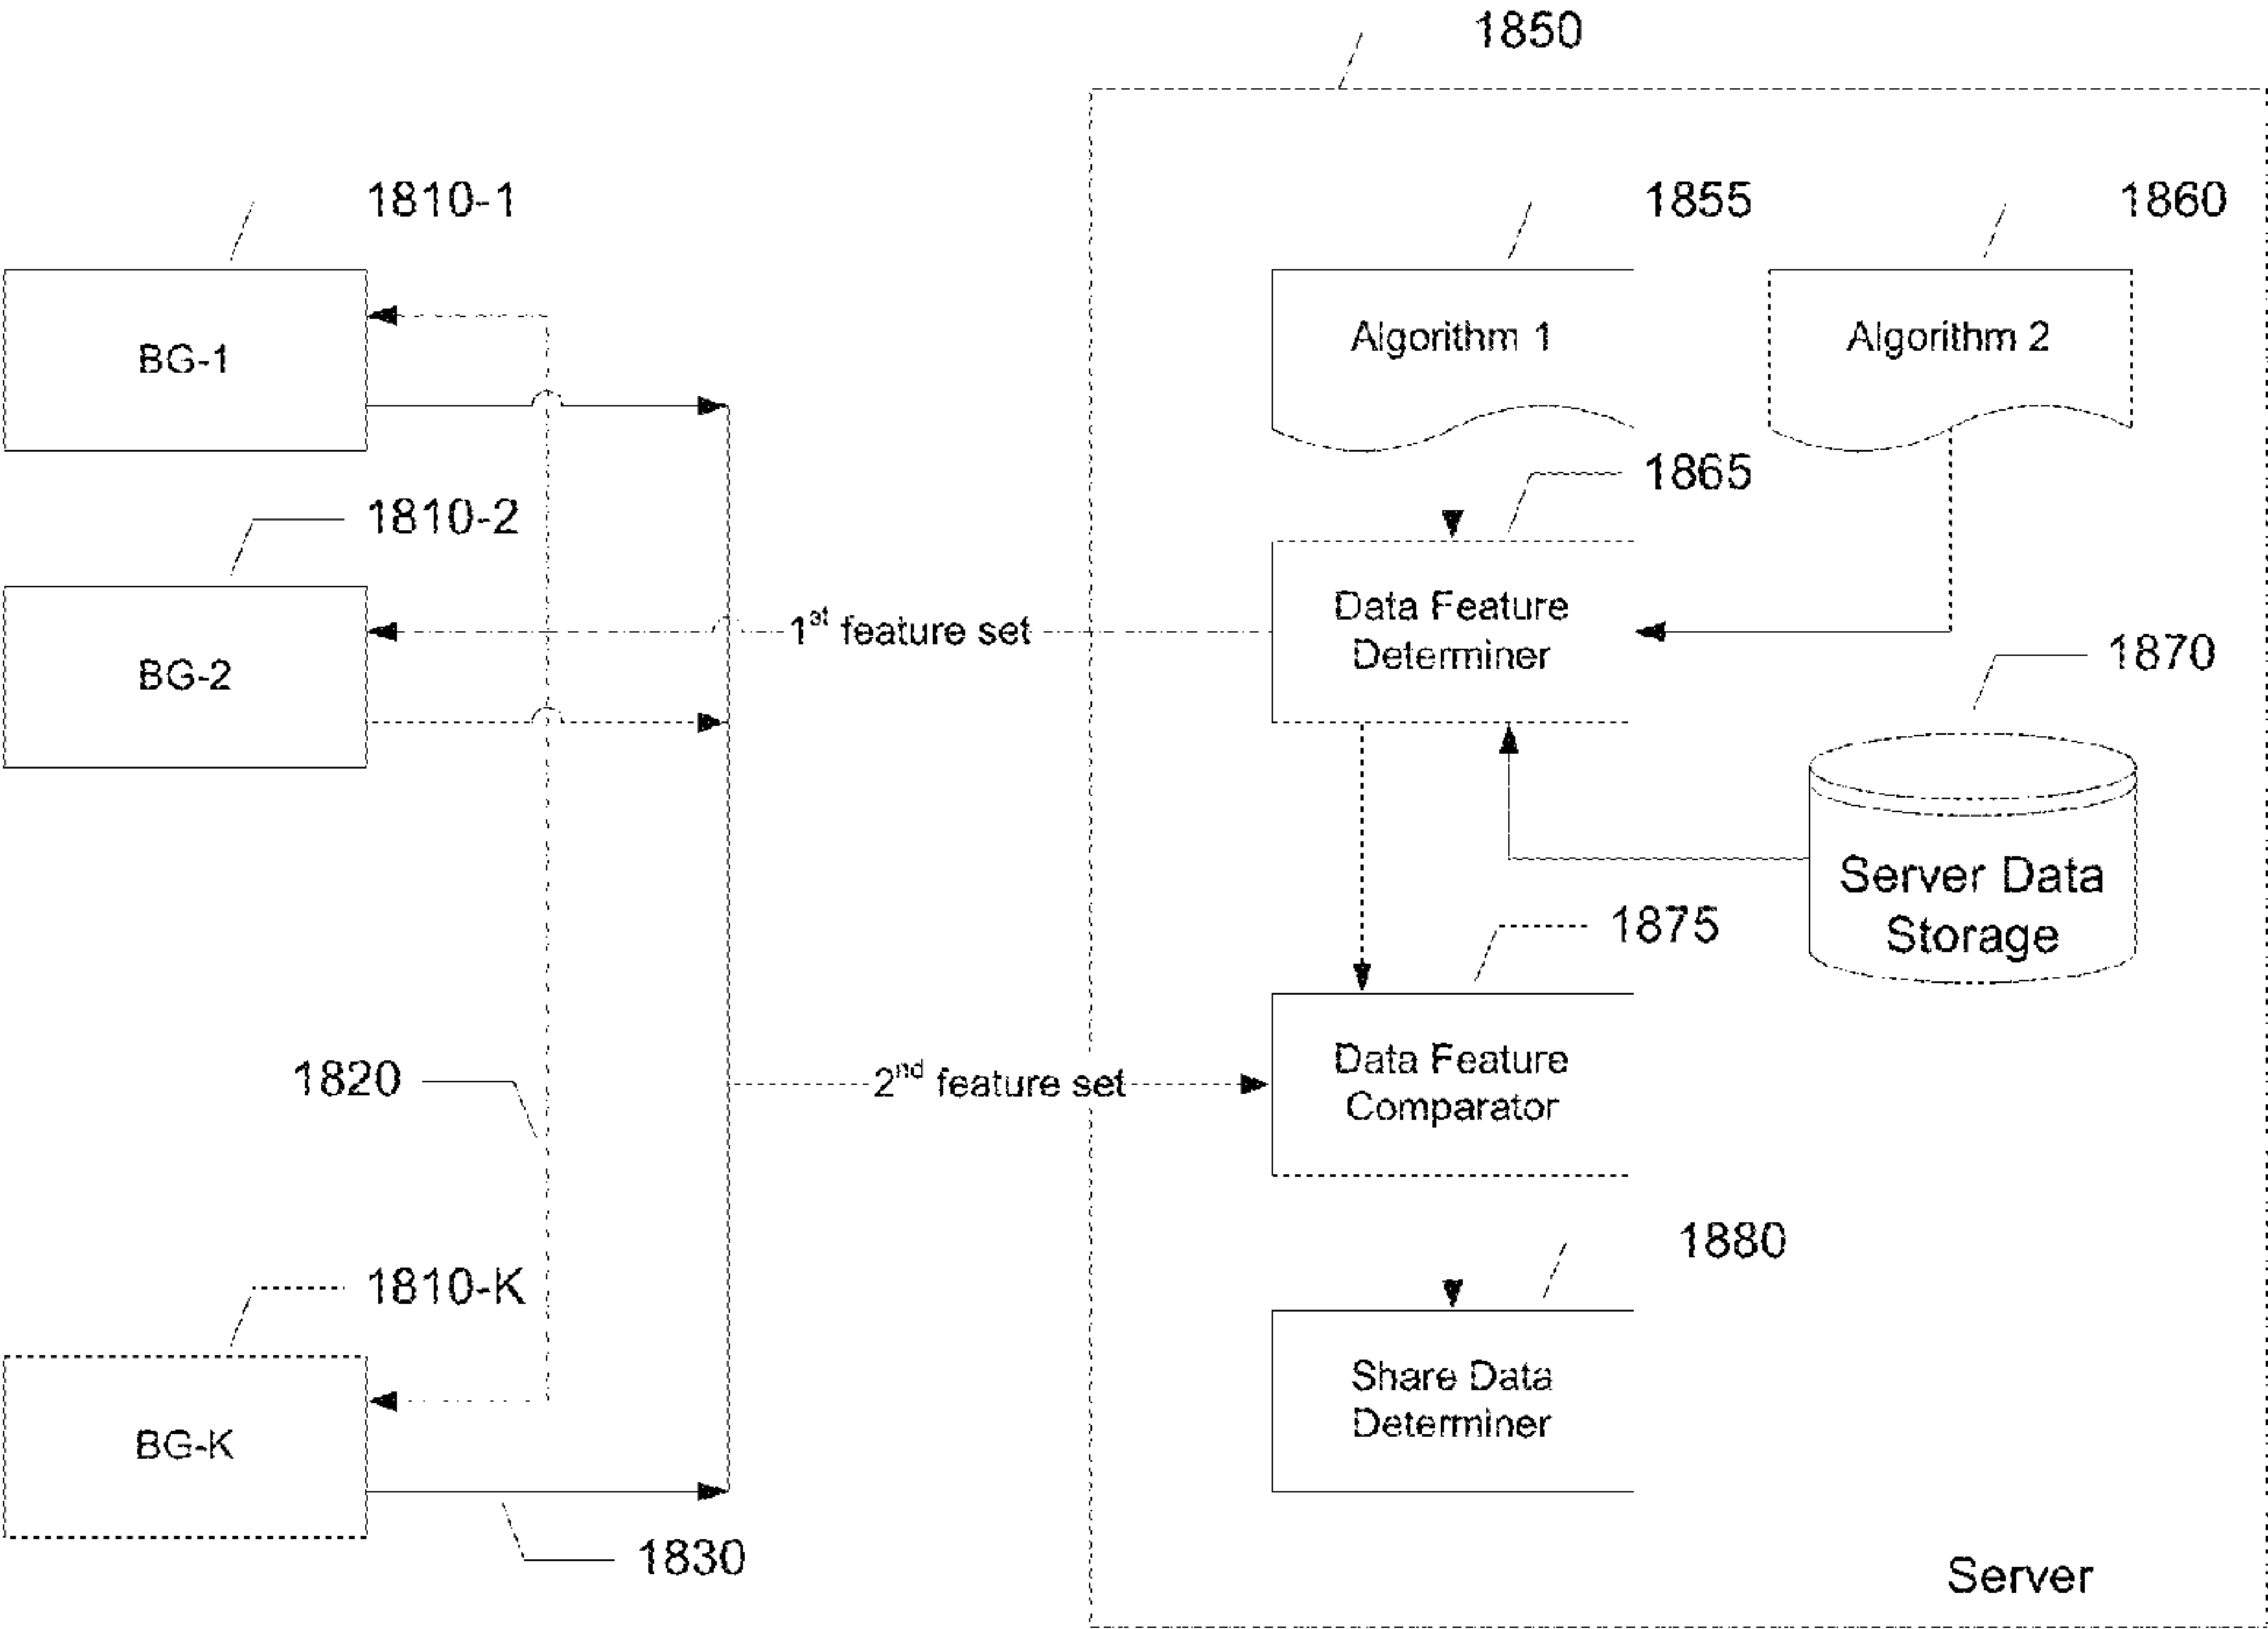 1850
1810-1
1855
1860
BG-1
Algorithm 1
Algorithm 2
1865
1810-2
Data Feature
Determiner
1st feature set
BG-2
1870
Server Data
Storage
1875
1820
2nd feature set
Data Feature
Comparator
1880
1810-K
Share Data
Determiner
BG-K
1830
Server